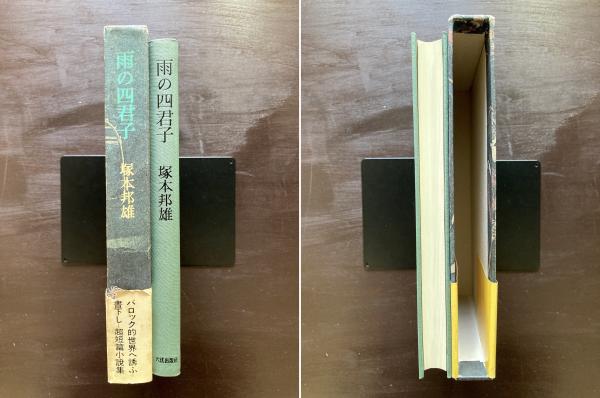 雨の四君子
塚本邦雄
バロック的世界へ誘ふ
書下し・超短篇小説集
雨の四君子
塚本邦雄